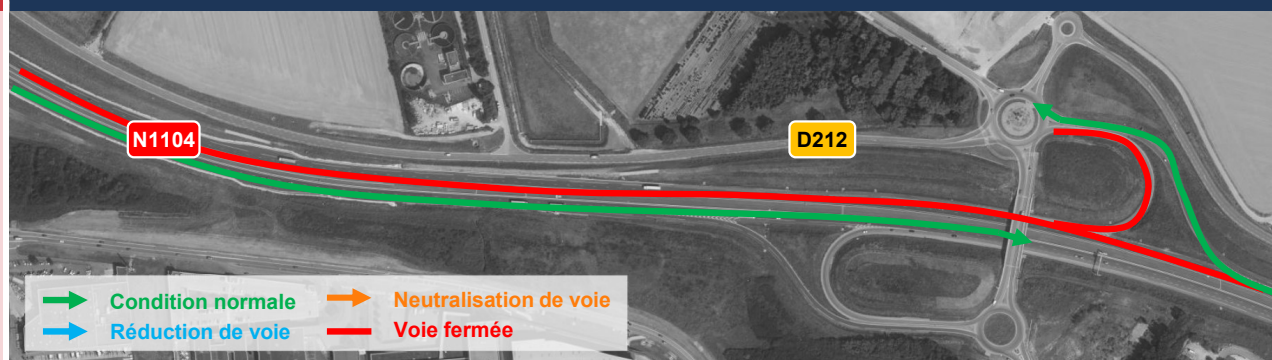 N1104
D212
Condition normale
Neutralisation de voie
Réduction de voie
Voie fermée